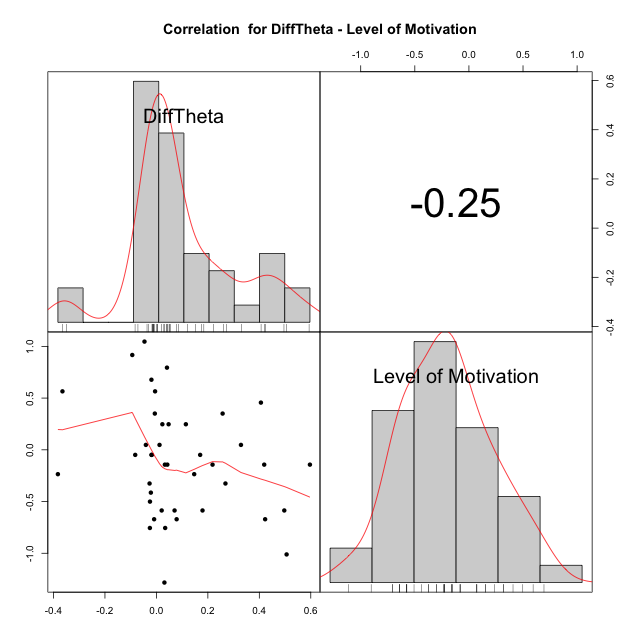 Correlation  for DiffTheta - Level of Motivation
-1.0 -0.5 0.0 0.5 1.0
DiffTheta
-0.25
0.6
0.4
0.2
0.0
-0.2
-0.4
Level of Motivation
1.0
0.5
0.0
-0.5
-1.0
-0.4 -0.2 0.0 0.2 0.4 0.6